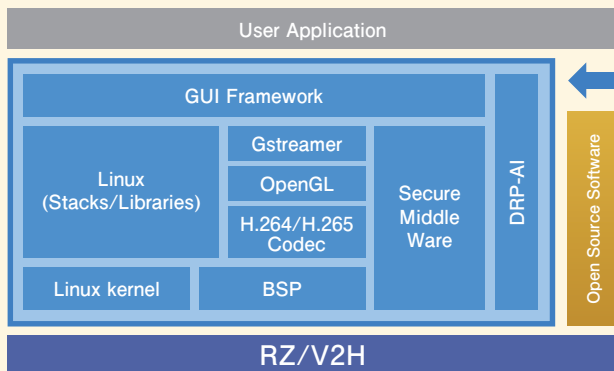 User Application
GUI Framework
Linux
(Stacks/Libraries)
Gstreamer
OpenGL
H.264/H.265
Codec
Secure
Middle
Ware
DRP-AI
Open Source Software
Linux kernel
BSP
RZ/V2H